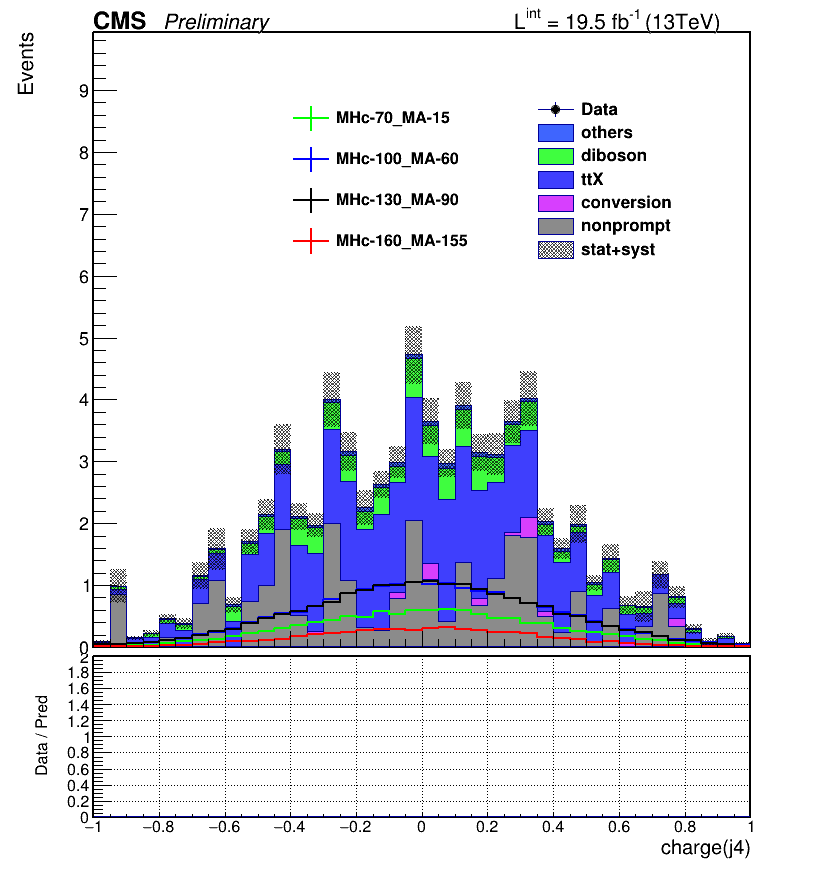 CMS Preliminary L^int = 19.5 fb^-1 (13TeV)
Events
9
8
7
6
5
4
3
2
1
0
MHc-70_MA-15
MHc-100_MA-60
MHc-130_MA-90
MHc-160_MA-155
Data
others
diboson
ttX
conversion
nonprompt
stat+syst
Data / Pred
2
1.8
1.6
1.4
1.2
1
0.8
0.6
0.4
0.2
0
−1 −0.8 −0.6 −0.4 −0.2 0 0.2 0.4 0.6 0.8 1
charge(j4)